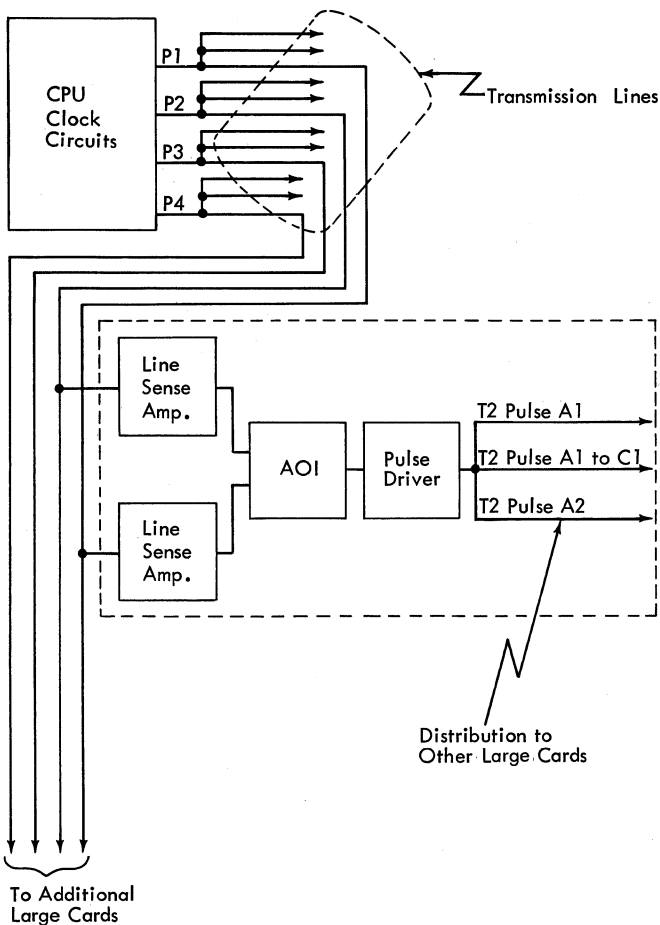 CPU
Clock
Circuits
P1
P2
P3
P4
Transmission Lines
Line
Sense
Amp.
Line
Sense
Amp.
AOI
Pulse
Driver
T2 Pulse A1
T2 Pulse A1 to C1
T2 Pulse A2
Distribution to
Other Large Cards
To Additional
Large Cards